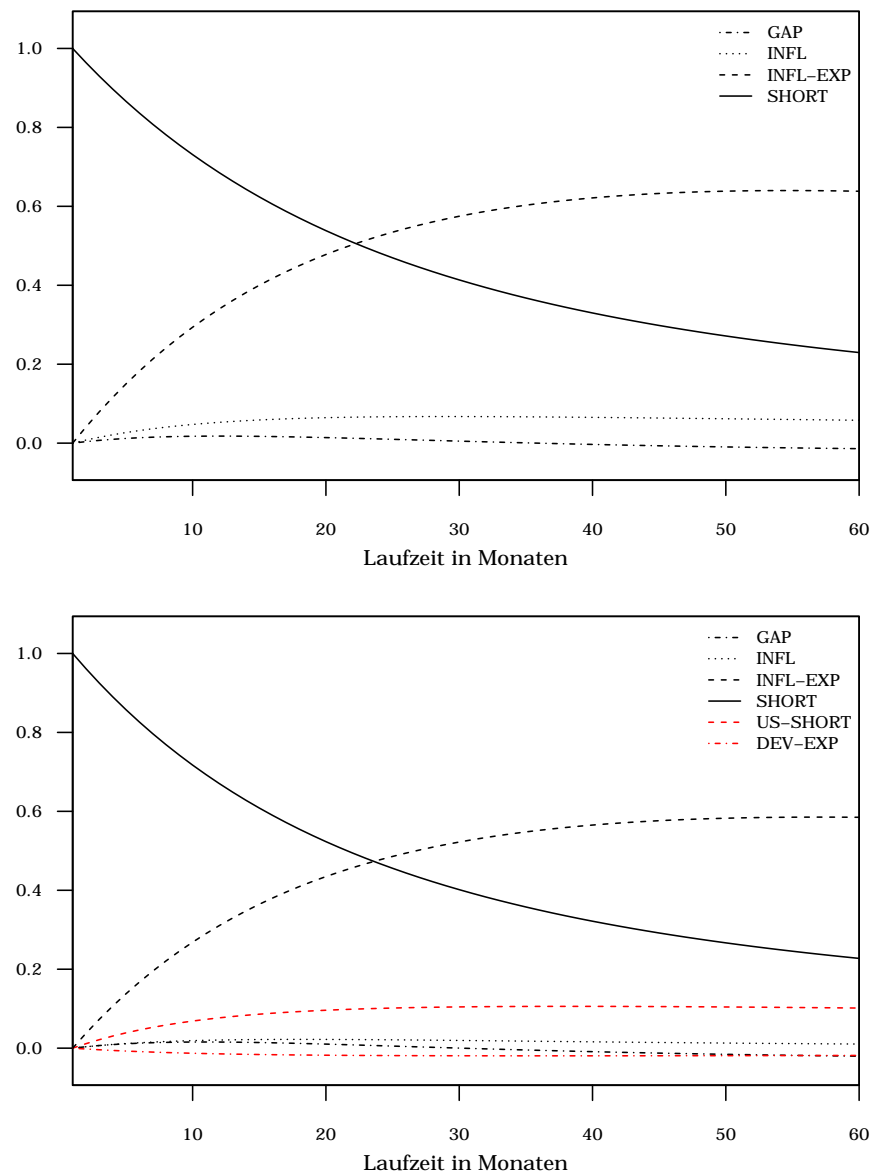 GAP
INFL
INFL−EXP
SHORT
1.0
0.8
0.6
0.4
0.2
0.0
10 20 30 40 50 60
Laufzeit in Monaten
GAP
INFL
INFL−EXP
SHORT
US−SHORT
DEV−EXP
1.0
0.8
0.6
0.4
0.2
0.0
10 20 30 40 50 60
Laufzeit in Monaten